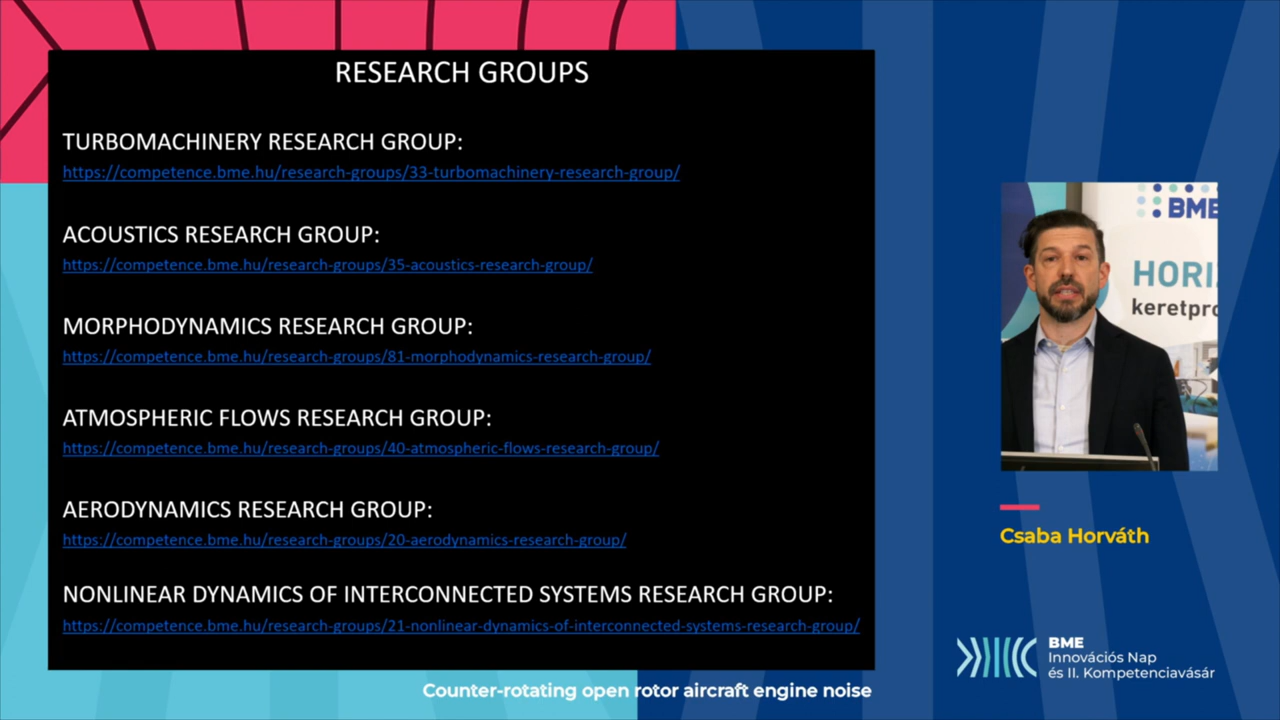 RESEARCH GROUPS
TURBOMACHINERY RESEARCH GROUP:
https://competence.bme.hu/research-groups/33-turbomachinery-research-group/
ACOUSTICS RESEARCH GROUP:
https://competence.bme.hu/research-groups/35-acoustics-research-group/
MORPHODYNAMICS RESEARCH GROUP:
https://competence.bme.hu/research-groups/81-morphodynamics-research-group/
ATMOSPHERIC FLOWS RESEARCH GROUP:
https://competence.bme.hu/research-groups/40-atmospheric-flows-research-group/
AERODYNAMICS RESEARCH GROUP:
https://competence.bme.hu/research-groups/20-aerodynamics-research-group/
NONLINEAR DYNAMICS OF INTERCONNECTED SYSTEMS RESEARCH GROUP:
https://competence.bme.hu/research-groups/21-nonlinear-dynamics-of-interconnected-systems-research-group/
Counter-rotating open rotor aircraft engine noise
BME
HORI
keretpro
Csaba Horváth
BME
Innovációs Nap
és II. Kompetenciavásár